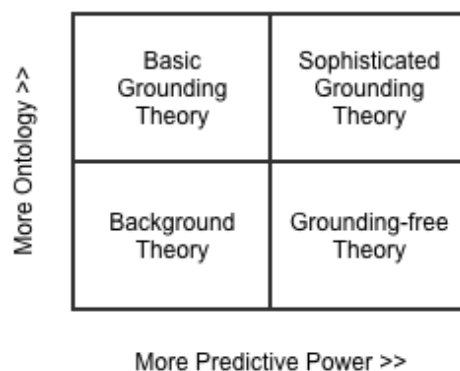 More Ontology >>
Basic
Grounding
Theory
Sophisticated
Grounding
Theory
Background
Theory
Grounding-free
Theory
More Predictive Power >>